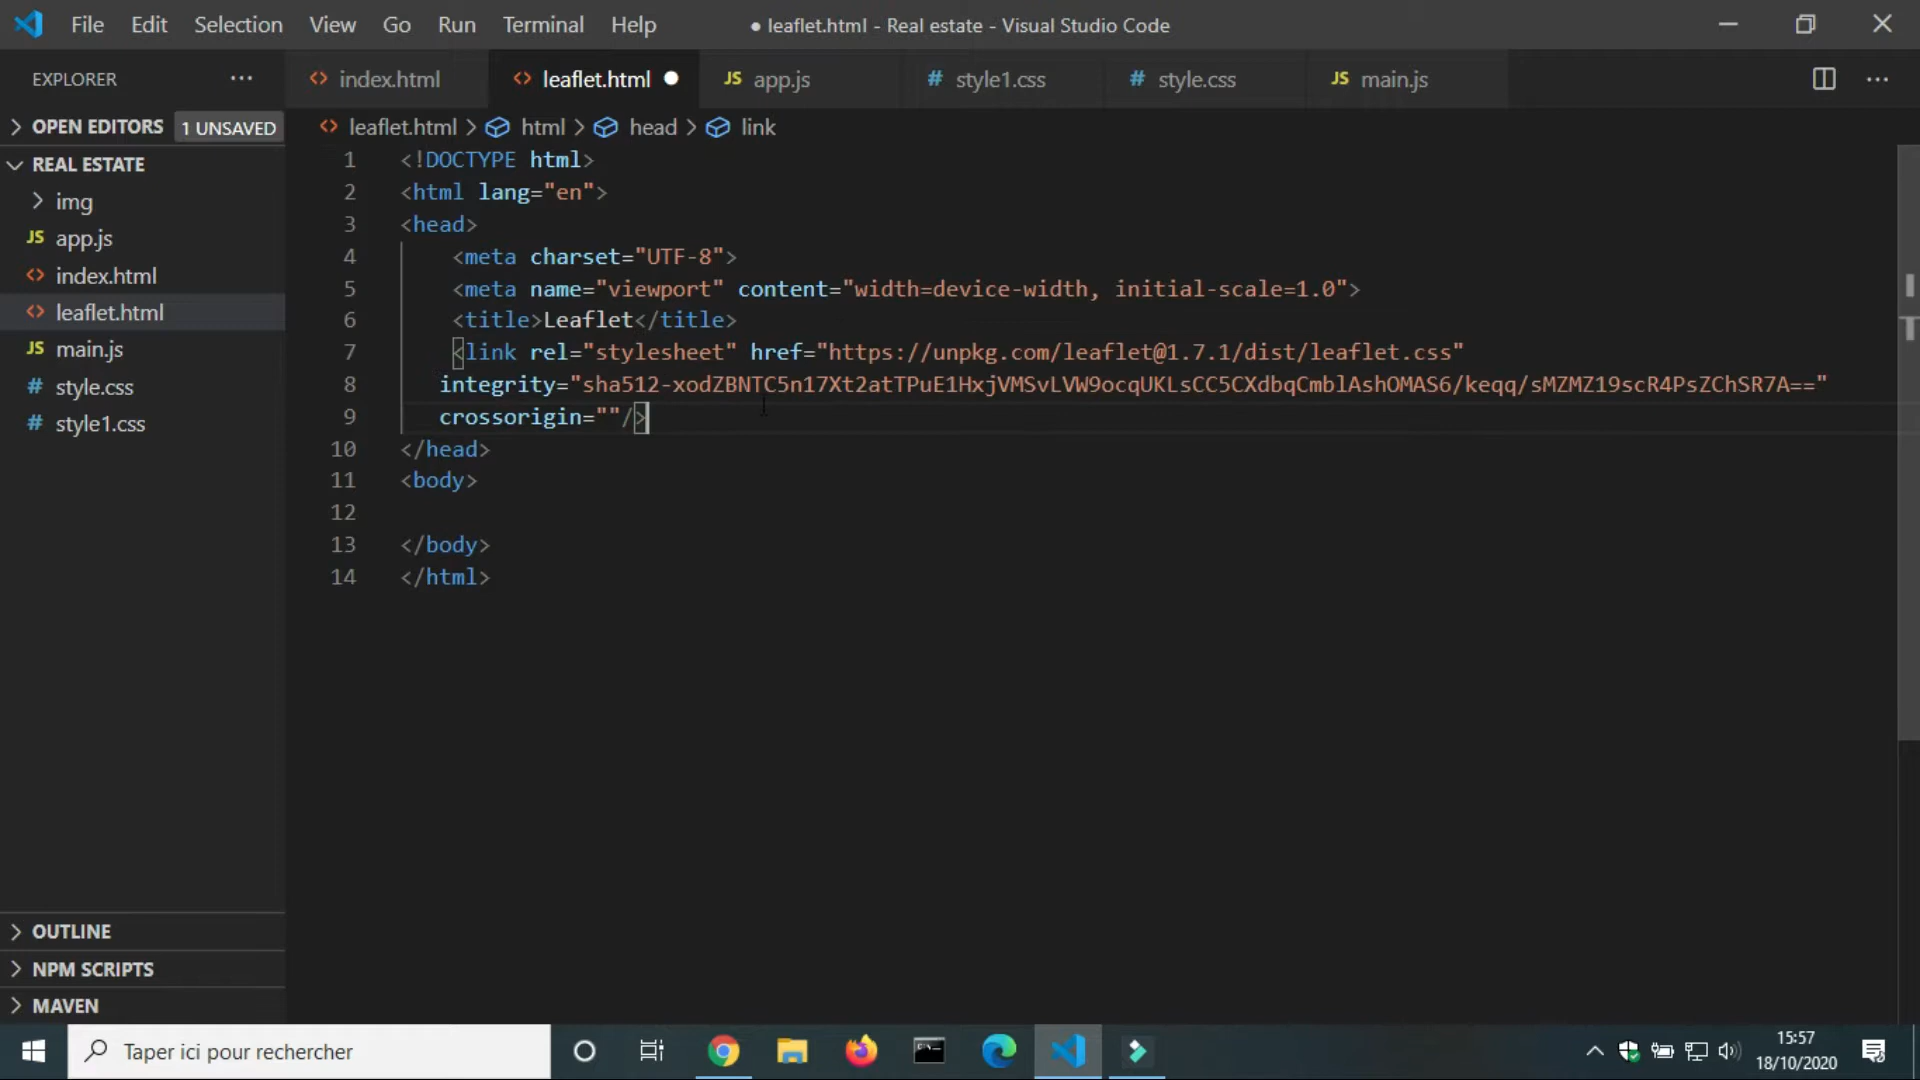 File Edit Selection View Go Run Terminal Help
● leaflet.html - Real estate - Visual Studio Code
EXPLORER
index.html
leaflet.html
JS app.js
# style1.css
# style.css
JS main.js
OPEN EDITORS 1 UNSAVED
leaflet.html > html > head > link
REAL ESTATE
img
JS app.js
index.html
leaflet.html
JS main.js
# style.css
# style1.css
1 <!DOCTYPE html>
2 <html lang="en">
3 <head>
4 <meta charset="UTF-8">
5 <meta name="viewport" content="width=device-width, initial-scale=1.0">
6 <title>Leaflet</title>
7 <link rel="stylesheet" href="https://unpkg.com/leaflet@1.7.1/dist/leaflet.css"
8 integrity="sha512-xodZBNTC5n17Xt2atTPuE1HxjVMSvLVW9ocqUKLsCC5CXdbqCmblAshOMAS6/keqq/sMZMZ19scR4PsZChSR7A=="
9 crossorigin=""/>
10 </head>
11 <body>
12
13 </body>
14 </html>
OUTLINE
NPM SCRIPTS
MAVEN
Taper ici pour rechercher
15:57
18/10/2020